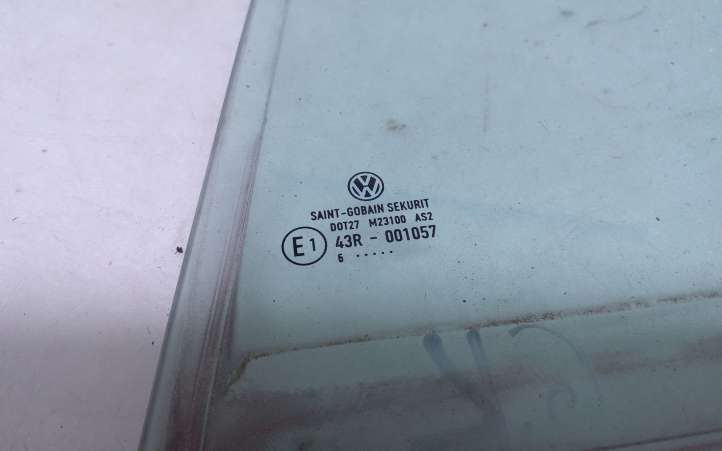 SAINT-GOBAIN SEKURIT
DOT27 M23100 AS2
E1 43R - 001057
6 .....